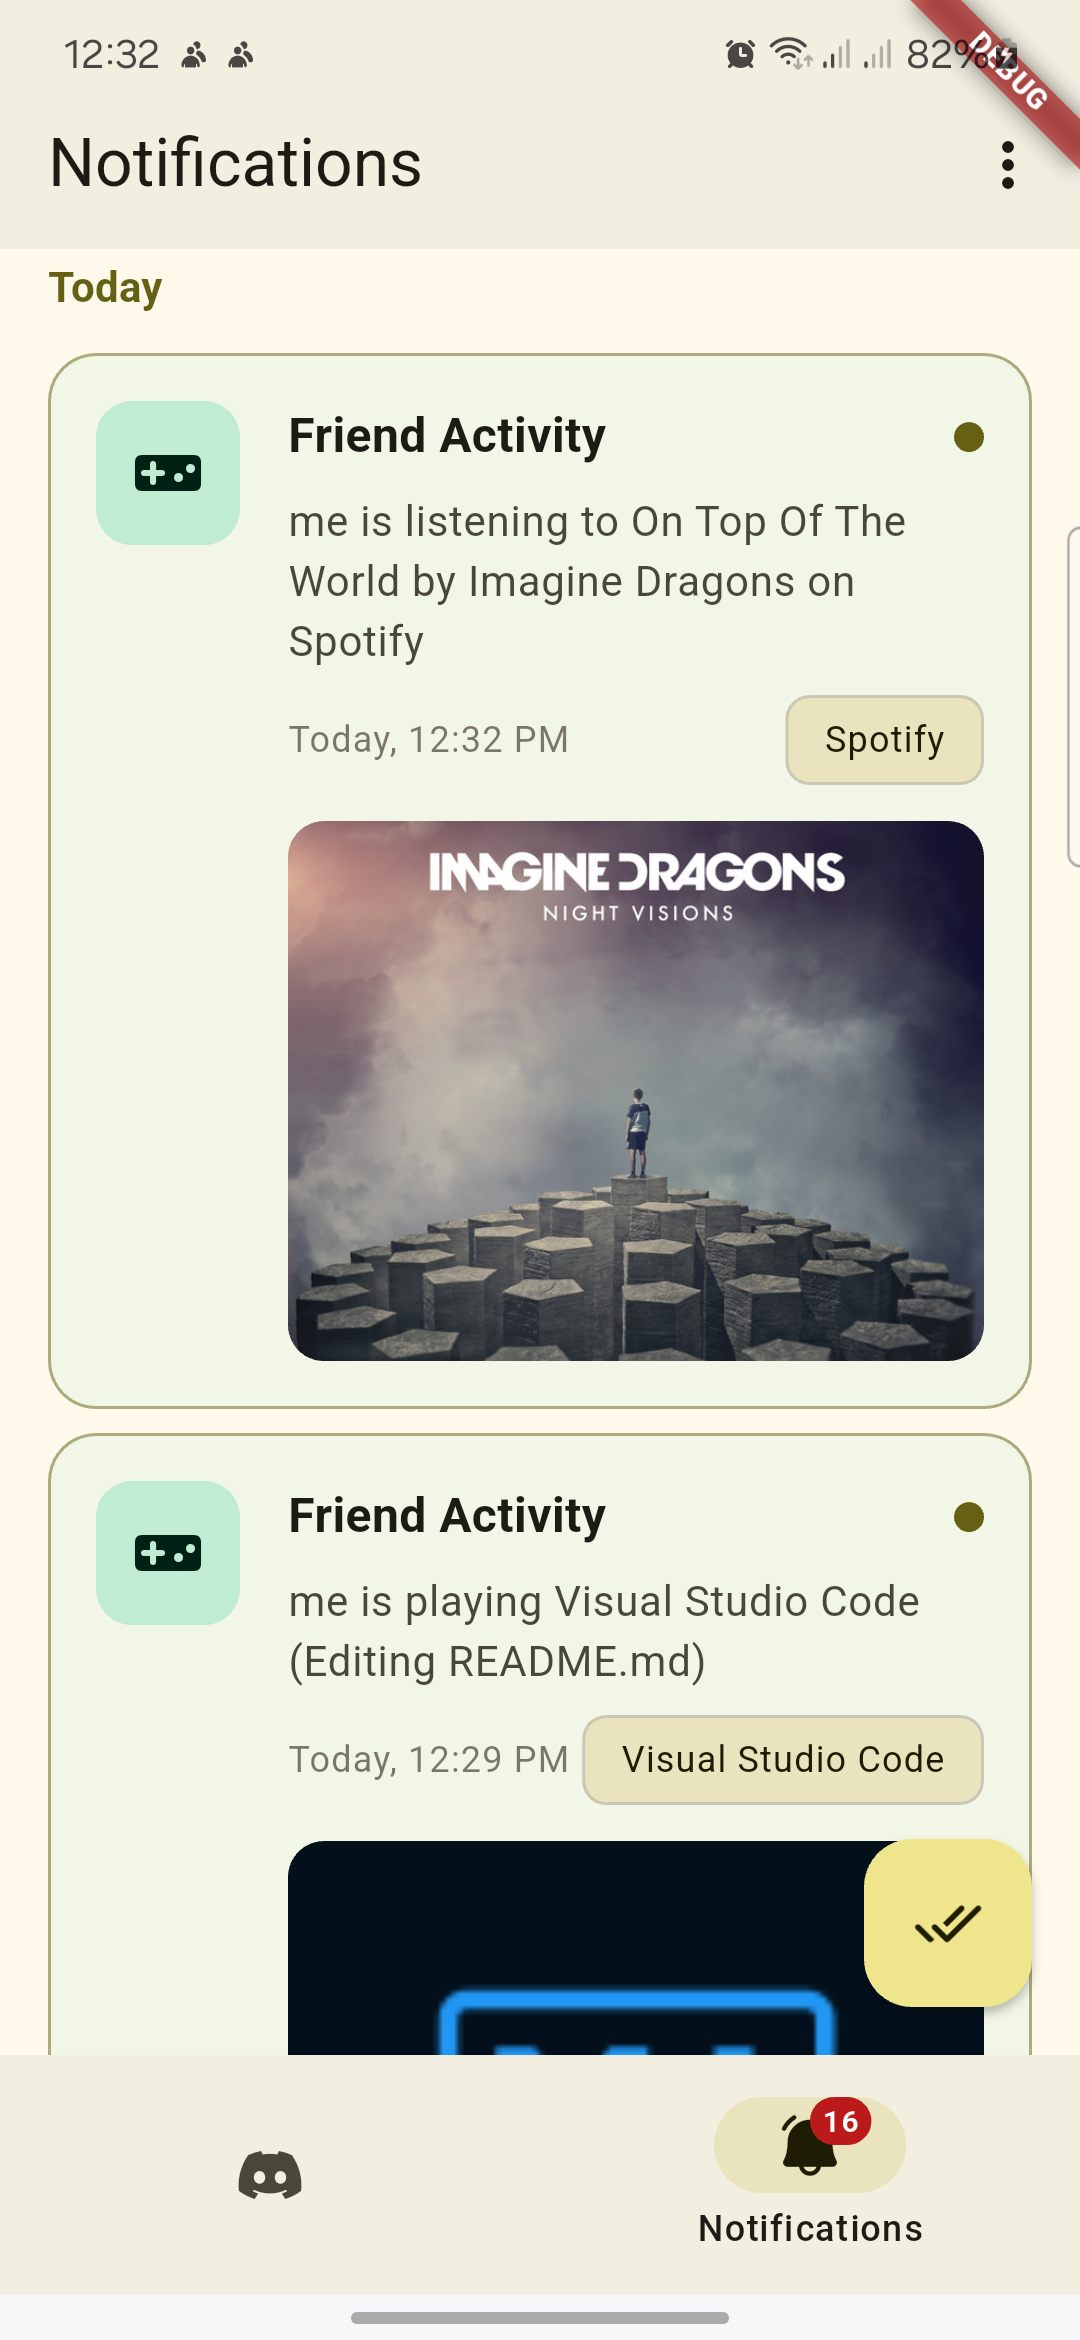 12:32
82%
DEBUG
Notifications
Today
Friend Activity
me is listening to On Top Of The
World by Imagine Dragons on
Spotify
Today, 12:32 PM
Spotify
IMAGINE DRAGONS
NIGHT VISIONS
Friend Activity
me is playing Visual Studio Code
(Editing README.md)
Today, 12:29 PM
Visual Studio Code
16
Notifications